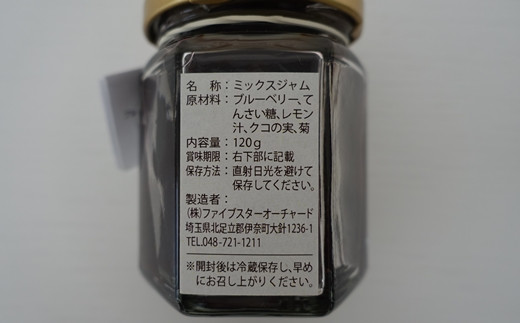 名　称：ミックスジャム
原材料：ブルーベリー、て
んさい糖、レモン
汁、クコの実、菊
内容量：120g
賞味期限：右下部に記載
保存方法：直射日光を避けて
保存してください。
製造者：
(株)ファイブスターオーチャード
埼玉県北足立郡伊奈町大針1236-1
TEL.048-721-1211
※開封後は冷蔵保存し、早め
にお召し上がりください。